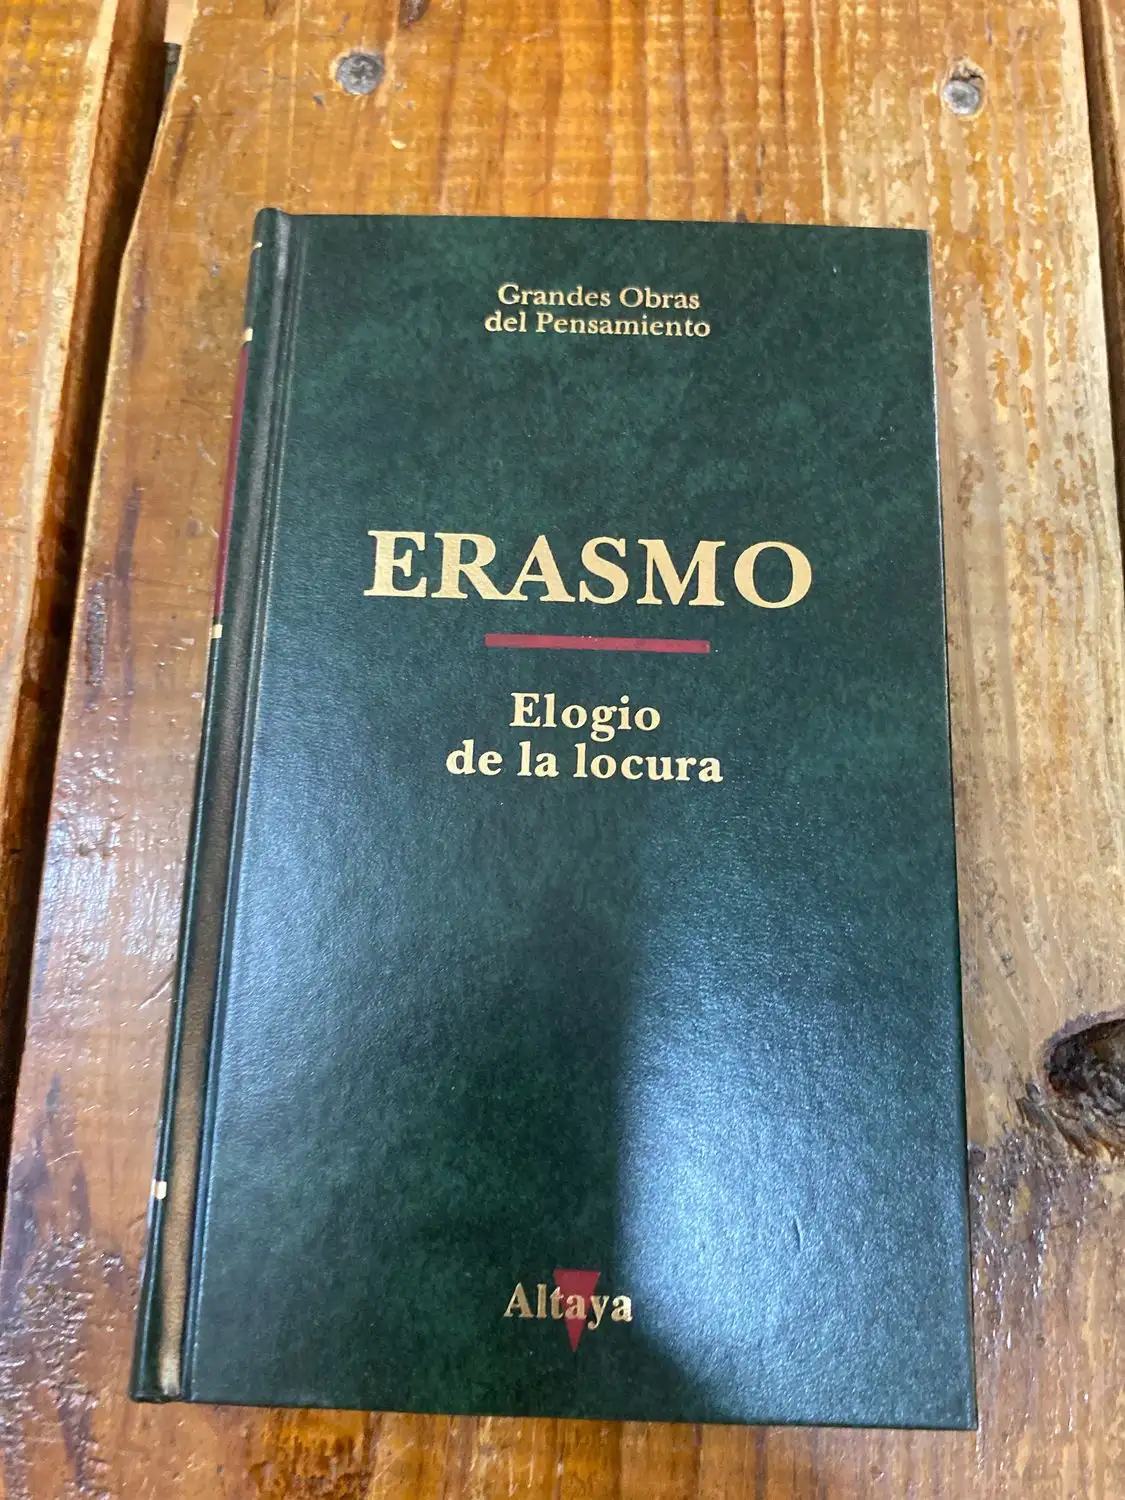 Grandes Obras
del Pensamiento
ERASMO
Elogio
de la locura
Altaya